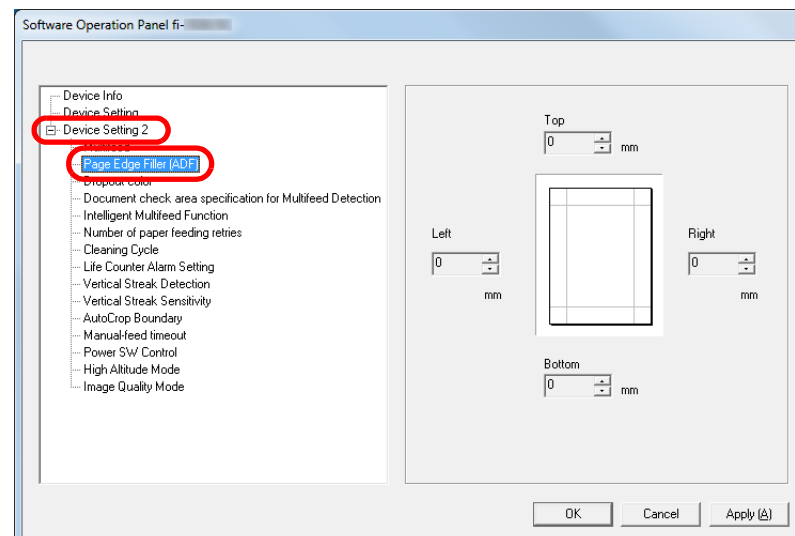 Software Operation Panel fi-
Device Info
Device Setting
Device Setting 2
Multifeed
Page Edge Filler (ADF)
Dropout color
Document check area specification for Multifeed Detection
Intelligent Multifeed Function
Number of paper feeding retries
Cleaning Cycle
Life Counter Alarm Setting
Vertical Streak Detection
Vertical Streak Sensitivity
AutoCrop Boundary
Manual-feed timeout
Power SW Control
High Altitude Mode
Image Quality Mode
Top
0 mm
Left
0
mm
Right
0
mm
Bottom
0 mm
OK Cancel Apply (A)